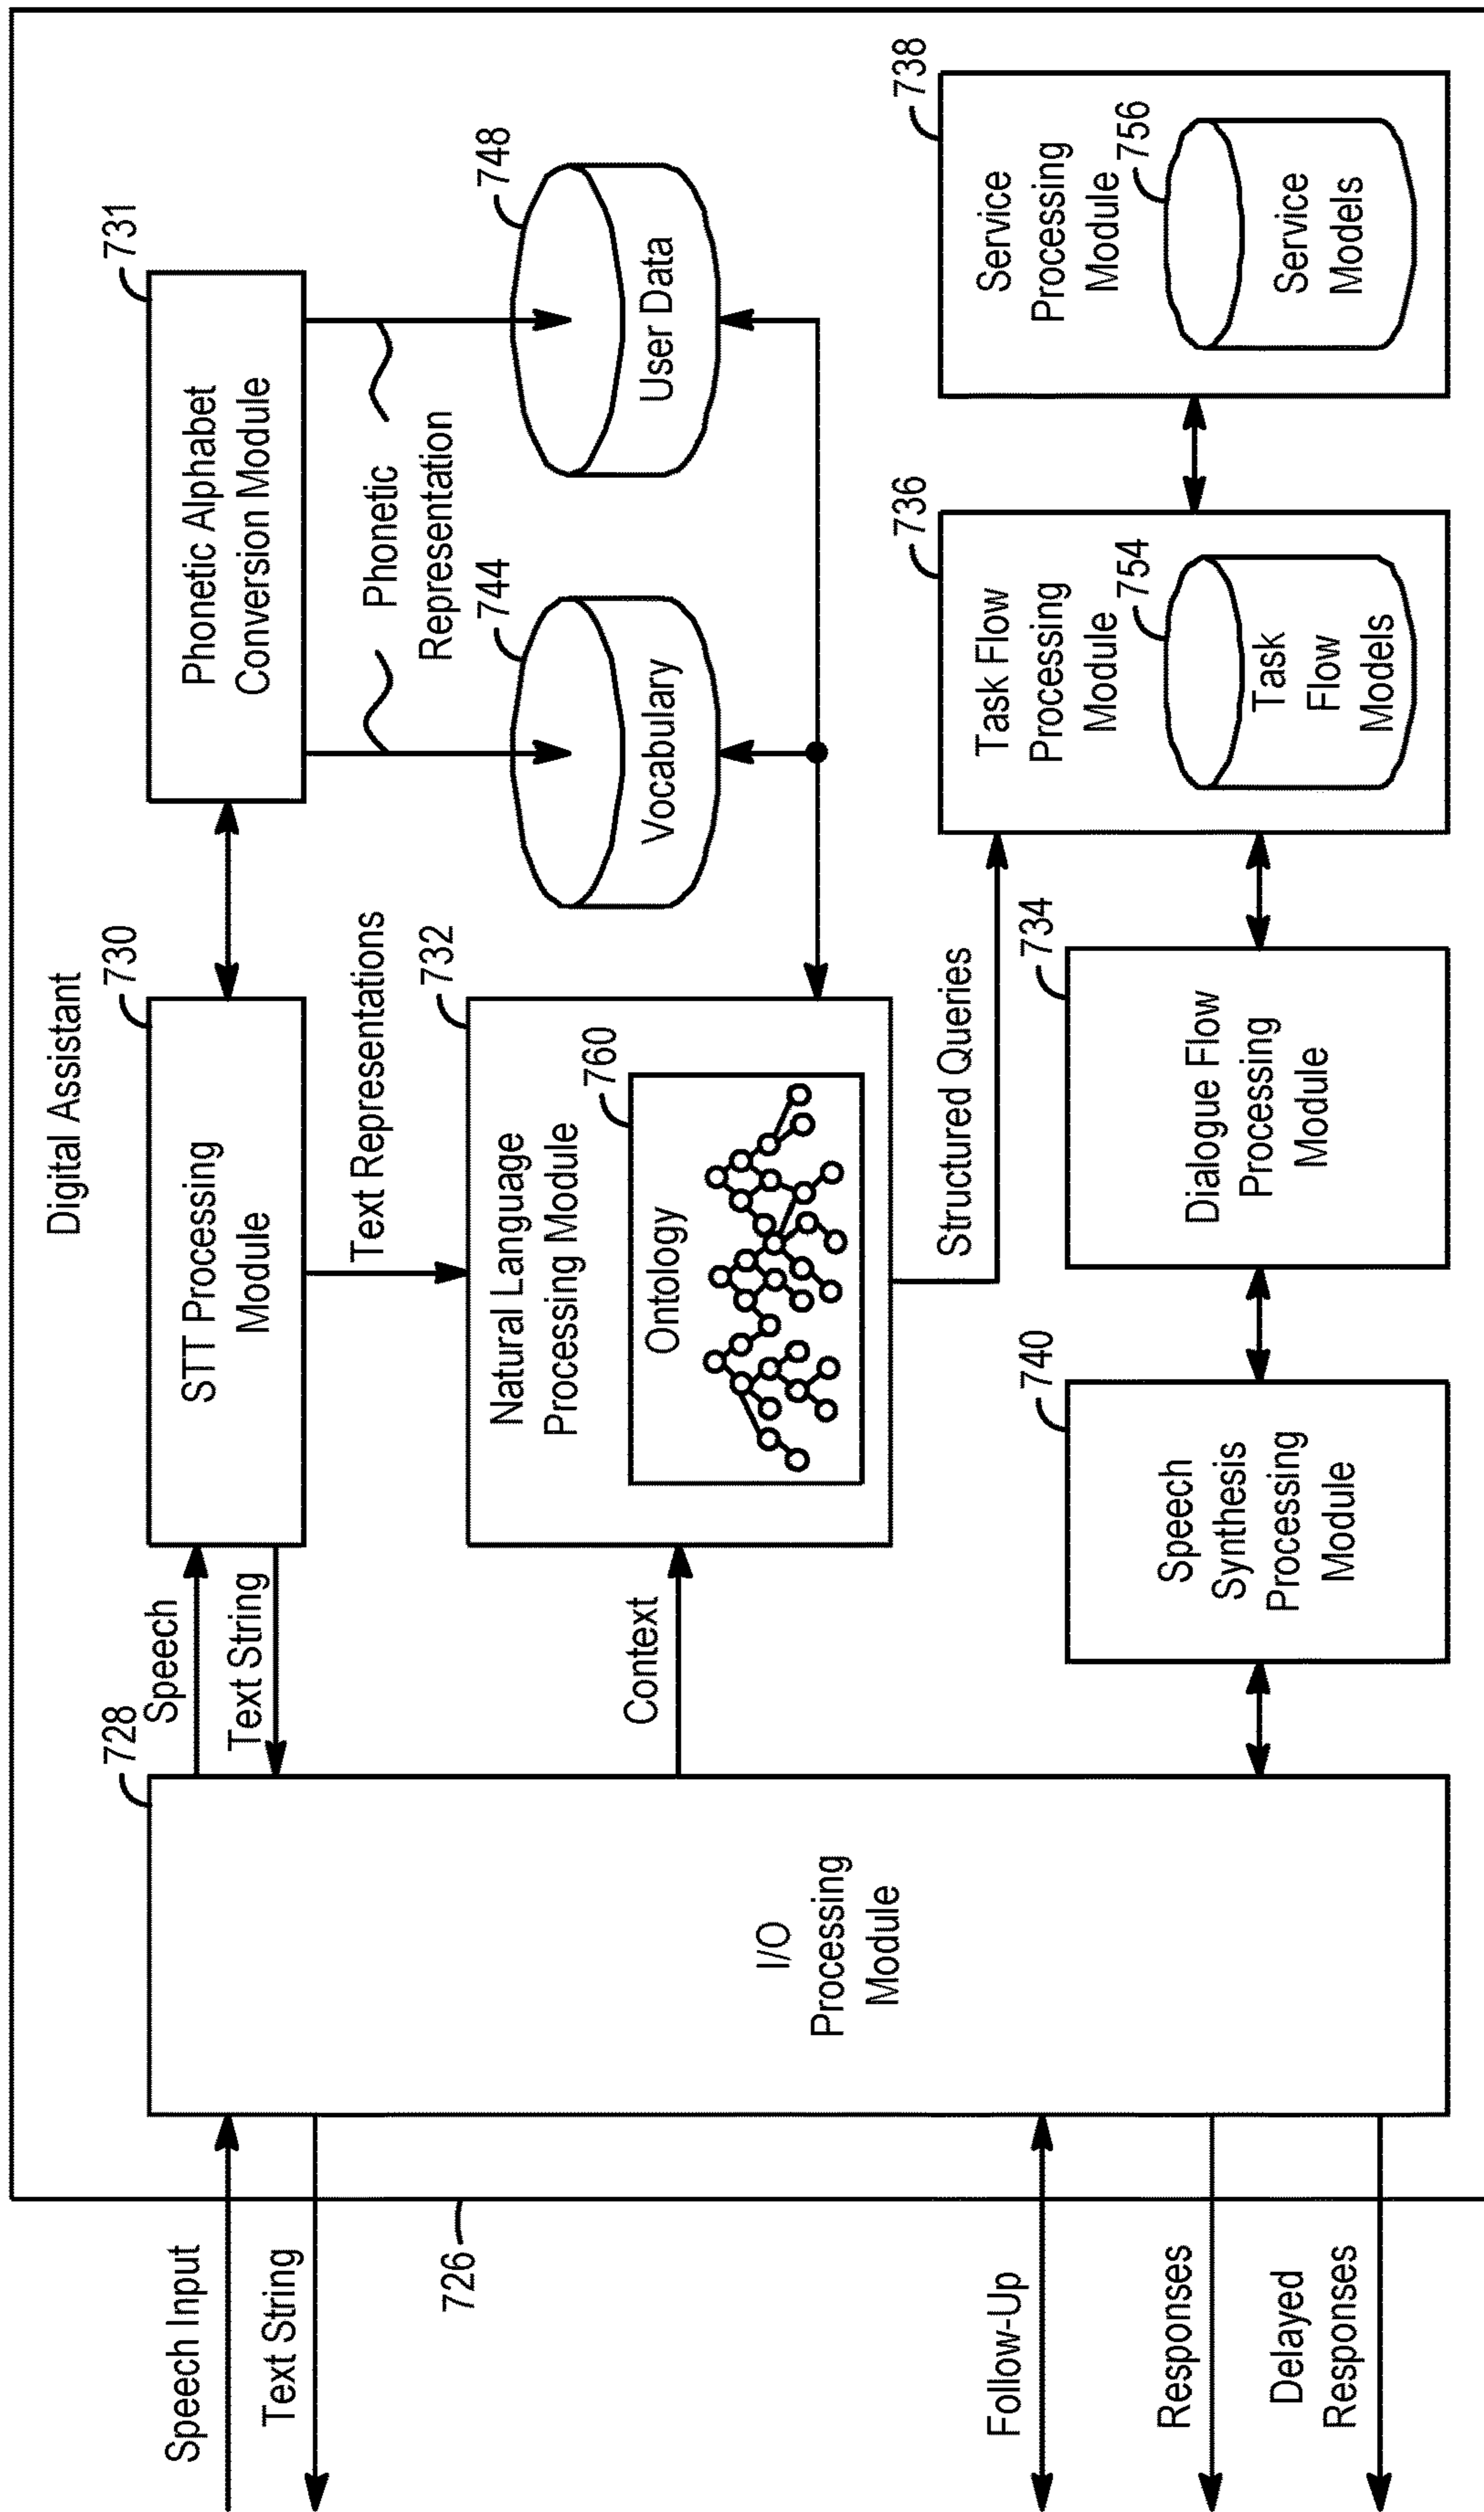 Digital Assistant
Speech Input
Text String
726
728
I/O
Processing
Module
Speech
Text String
730
STT Processing
Module
731
Phonetic Alphabet
Conversion Module
Text Representations
Phonetic
Representation
744
Vocabulary
748
User Data
Context
732
Natural Language
Processing Module
760
Ontology
Structured Queries
Follow-Up
Responses
Delayed
Responses
740
Speech
Synthesis
Processing
Module
734
Dialogue Flow
Processing
Module
736
Task Flow
Processing
Module
754
Task
Flow
Models
738
Service
Processing
Module
756
Service
Models